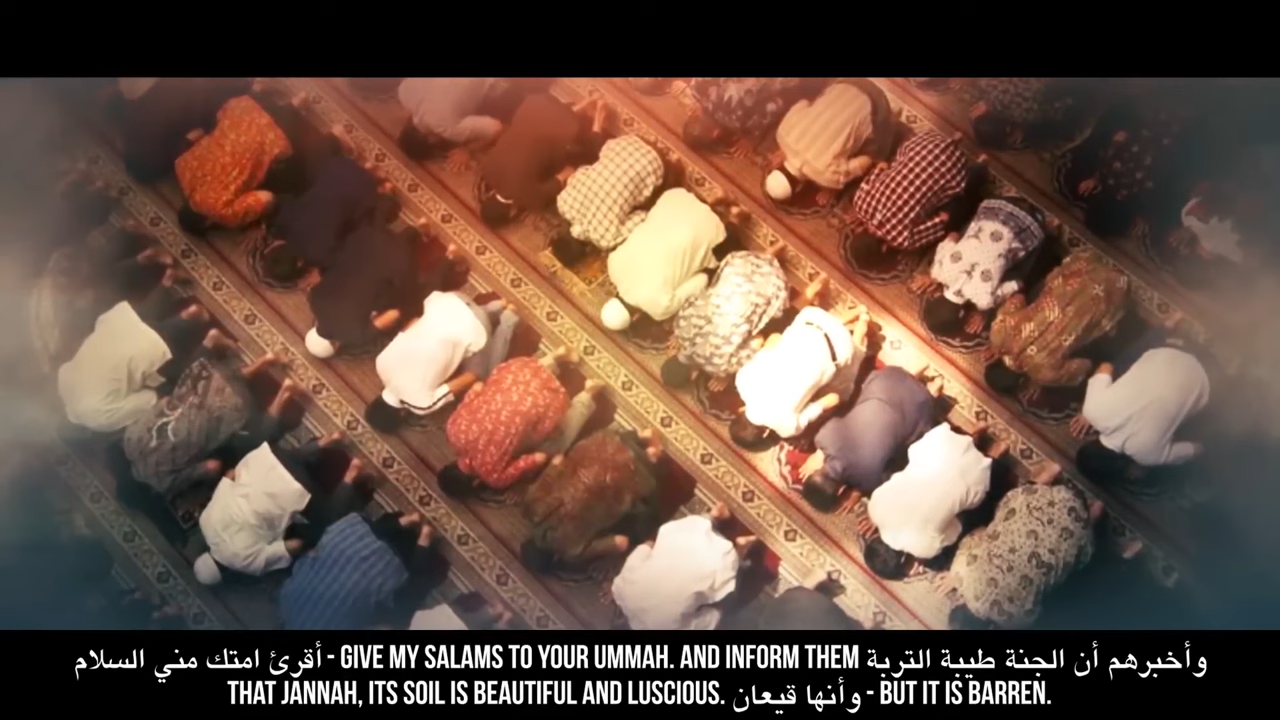 أقرئ امتك مني السلام - GIVE MY SALAMS TO YOUR UMMAH. AND INFORM THEM وأخبرهم أن الجنة طيبة التربة
THAT JANNAH, ITS SOIL IS BEAUTIFUL AND LUSCIOUS. وأنها قيعان - BUT IT IS BARREN.